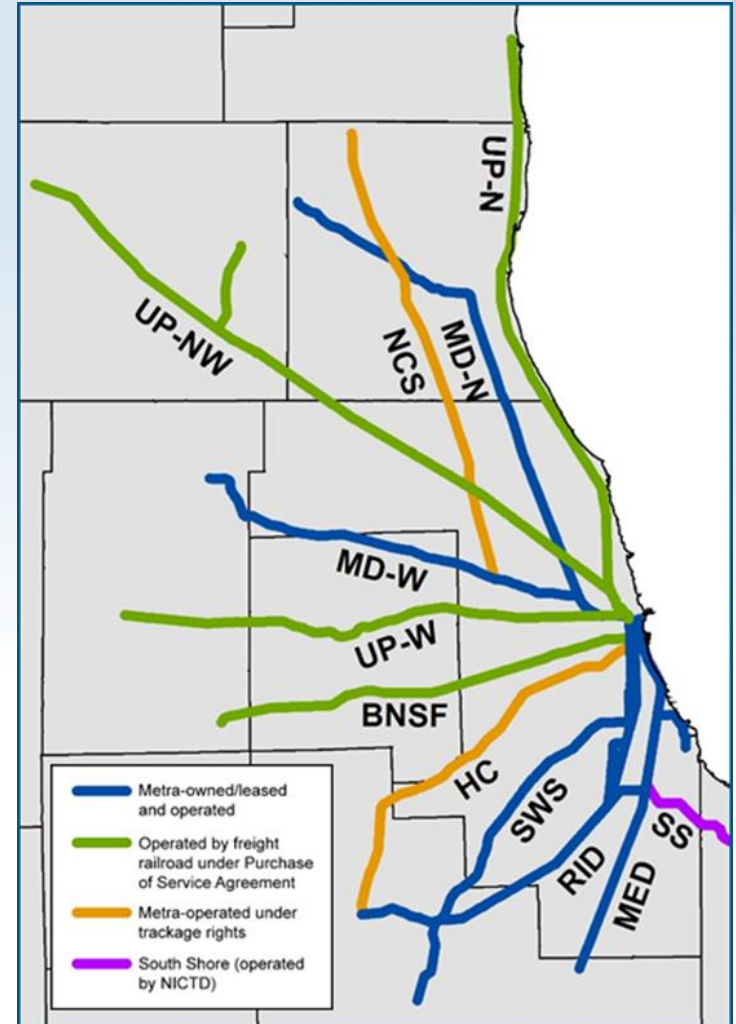 UP-N
UP-NW
NCS
MD-N
MD-W
UP-W
BNSF
HC
SWS
SS
RID
MED
Metra-owned/leased
and operated
Operated by freight
railroad under Purchase
of Service Agreement
Metra-operated under
trackage rights
South Shore (operated
by NICTD)